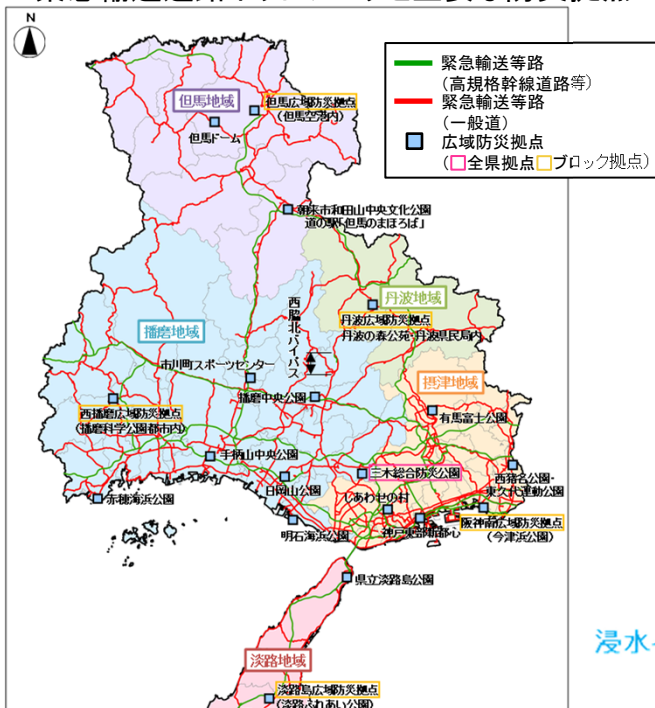 N
緊急輸送等路
(高規格幹線道路等)
緊急輸送等路
(一般道)
広域防災拠点
(全県拠点 ブロック拠点)
但馬地域
但馬広域防災拠点
(但馬空港内)
但馬ドーム
朝来市和田山中央文化公園
道の駅「但馬のまほろば」
丹波地域
丹波広域防災拠点
丹波の森公苑・丹波県民局内
播磨地域
西脇北バイパス
市川町スポーツセンター
摂津地域
播磨中央公園
有馬富士公園
西播磨広域防災拠点
(播磨科学公園都市内)
手柄山中央公園
三木総合防災公園
西猪名公園・
東久代運動公園
日岡山公園
赤穂海浜公園
しあわせの村
阪神南広域防災拠点
(今津浜公園)
明石海浜公園
神戸東部新都心
県立淡路島公園
淡路地域
淡路島広域防災拠点
(淡路ふれあい公園)
浸水